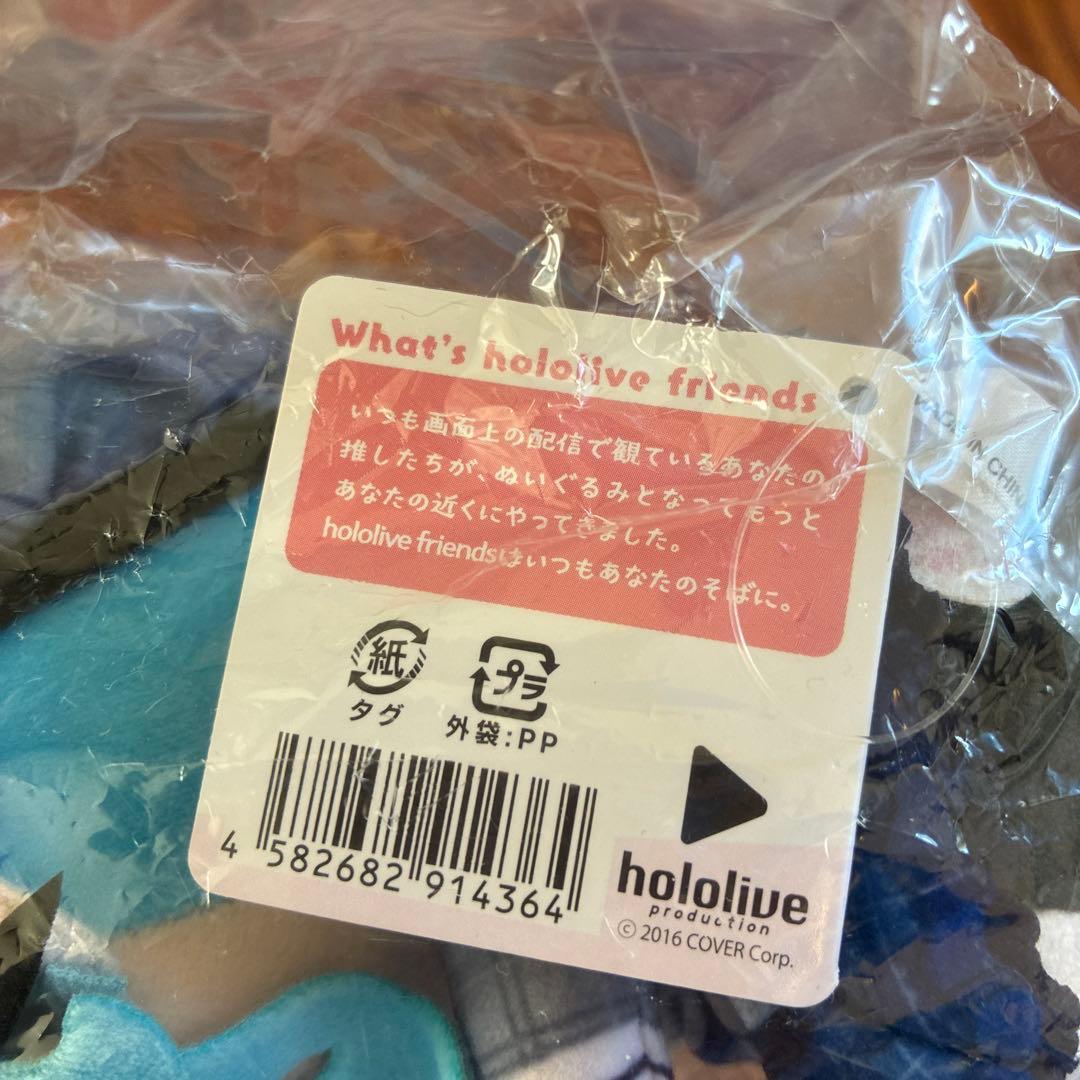 What's hololive friends
いつも画面上の配信で観ているあなたの
推したちが、ぬいぐるみとなってもうと
あなたの近くにやってきました。
hololive friendsはいつもあなたのそばに。
紙
タグ
プラ
外袋:PP
4 582682 914364
hololive
production
© 2016 COVER Corp.
IN CHIN